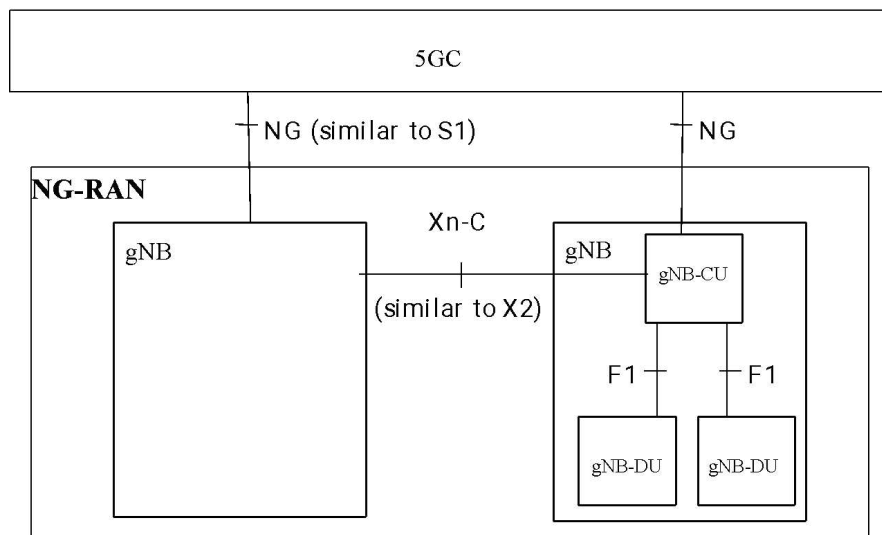 5GC
NG (similar to S1)
NG
NG-RAN
gNB
Xn-C
(similar to X2)
gNB
gNB-CU
F1
F1
gNB-DU
gNB-DU